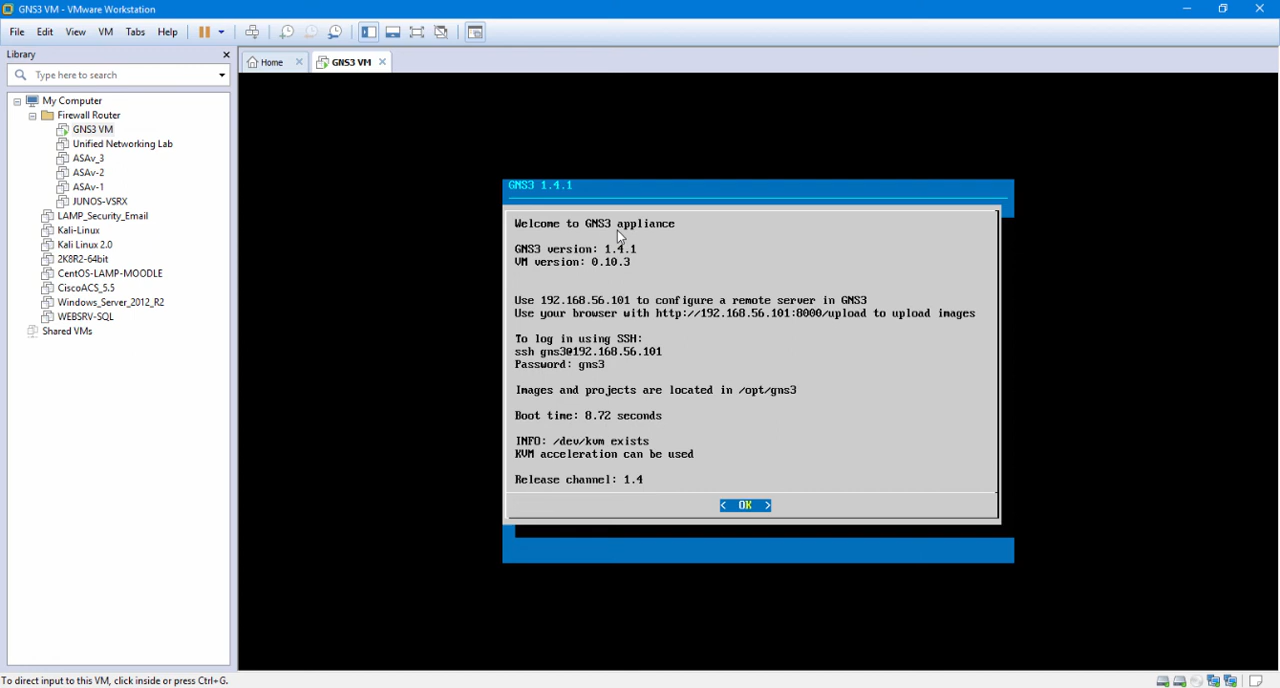 GNS3 VM - VMware Workstation
File Edit View VM Tabs Help
Library
Type here to search
My Computer
Firewall Router
GNS3 VM
Unified Networking Lab
ASAv_3
ASAv-2
ASAv-1
JUNOS-VSRX
LAMP_Security_Email
Kali-Linux
Kali Linux 2.0
2K8R2-64bit
CentOS-LAMP-MOODLE
CiscoACS_5.5
Windows_Server_2012_R2
WEBSRV-SQL
Shared VMs
Home GNS3 VM
GNS3 1.4.1
Welcome to GNS3 appliance
GNS3 version: 1.4.1
VM version: 0.10.3
Use 192.168.56.101 to configure a remote server in GNS3
Use your browser with http://192.168.56.101:8000/upload to upload images
To log in using SSH:
ssh gns3@192.168.56.101
Password: gns3
Images and projects are located in /opt/gns3
Boot time: 8.72 seconds
INFO: /dev/kvm exists
KVM acceleration can be used
Release channel: 1.4
< OK >
To direct input to this VM, click inside or press Ctrl+G.